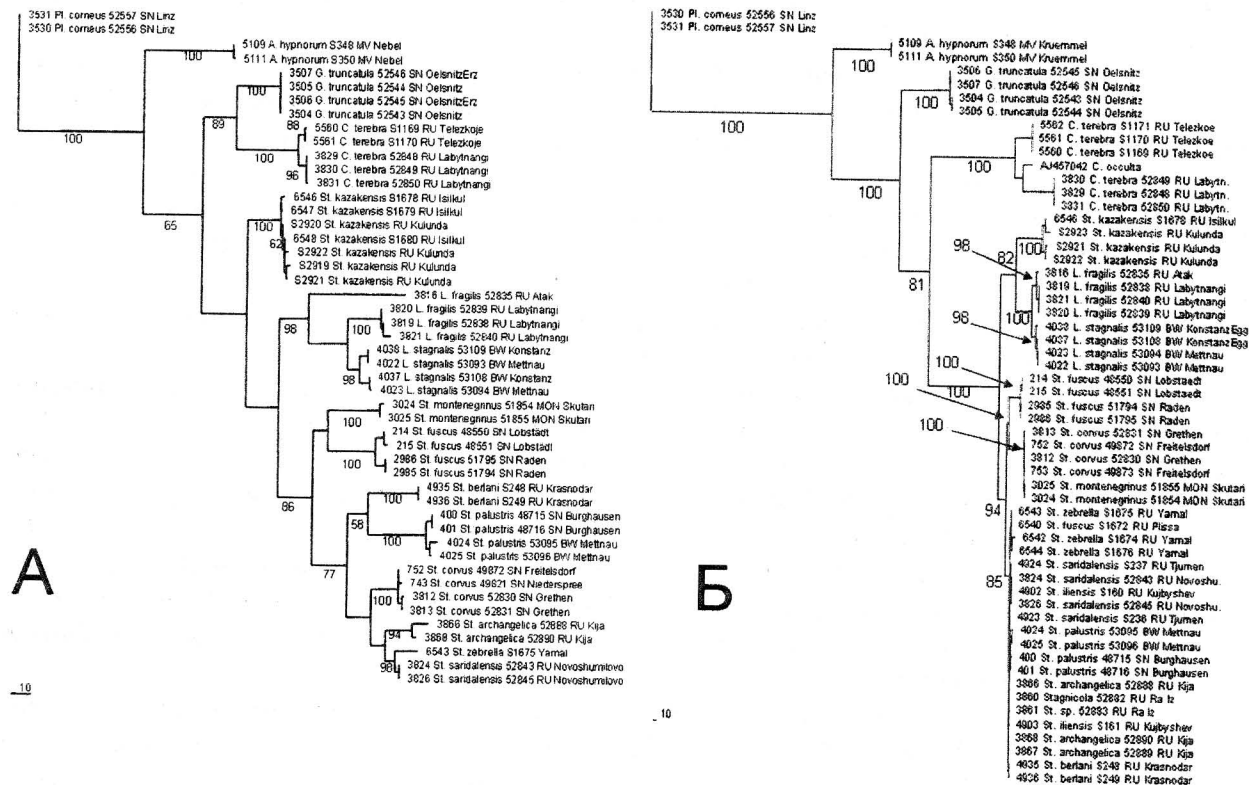 3531 Pl. corneus 52557 SN Linz
3530 Pl. corneus 52556 SN Linz
5109 A. hypnorum S348 MV Nebel
100
5111 A. hypnorum S350 MV Nebel
3507 G. truncatula 52546 SN OelsnitzErz
3505 G. truncatula 52544 SN Oelsnitz
100
3506 G. truncatula 52545 SN OelsnitzErz
3504 G. truncatula 52543 SN Oelsnitz
89
88
5560 C. terebra S1169 RU Telezkoje
100
5561 C. terebra S1170 RU Telezkoje
100
3829 C. terebra 52848 RU Labytnangi
3830 C. terebra 52849 RU Labytnangi
96
3831 C. terebra 52850 RU Labytnangi
6546 St. kazakensis S1678 RU Isilkul
6547 St. kazakensis S1679 RU Isilkul
65
100
S2920 St. kazakensis RU Kulunda
6548 St. kazakensis S1680 RU Isilkul
62
S2922 St. kazakensis RU Kulunda
S2919 St. kazakensis RU Kulunda
S2921 St. kazakensis RU Kulunda
3816 L. fragilis 52835 RU Atak
3820 L. fragilis 52839 RU Labytnangi
98
100
3819 L. fragilis 52838 RU Labytnangi
3821 L. fragilis 52840 RU Labytnangi
4038 L. stagnalis 53109 BW Konstanz
4022 L. stagnalis 53093 BW Mettnau
98
4037 L. stagnalis 53108 BW Konstanz
4023 L. stagnalis 53094 BW Mettnau
3024 St. montenegrinus 51854 MON Skutari
100
3025 St. montenegrinus 51855 MON Skutari
214 St. fuscus 48550 SN Lobstädt
215 St. fuscus 48551 SN Lobstädt
100
2986 St. fuscus 51795 SN Raden
2985 St. fuscus 51794 SN Raden
4935 St. berlani S248 RU Krasnodar
100
4936 St. berlani S249 RU Krasnodar
86
58
400 St. palustris 48715 SN Burghausen
401 St. palustris 48716 SN Burghausen
100
4024 St. palustris 53095 BW Mettnau
4025 St. palustris 53096 BW Mettnau
77
752 St. corvus 49872 SN Freitelsdorf
743 St. corvus 49821 SN Niederspree
100
3812 St. corvus 52830 SN Grethen
3813 St. corvus 52831 SN Grethen
3866 St. archangelica 52888 RU Kija
94
3868 St. archangelica 52890 RU Kija
6543 St. zebrella S1675 Yamal
98
3824 St. saridalensis 52843 RU Novoshumilovo
3826 St. saridalensis 52845 RU Novoshumilovo
А
10
3530 Pl. corneus 52556 SN Linz
3531 Pl. corneus 52557 SN Linz
5109 A. hypnorum S348 MV Kruemmel
100
5111 A. hypnorum S350 MV Kruemmel
3506 G. truncatula 52545 SN Oelsnitz
3507 G. truncatula 52546 SN Oelsnitz
100
3504 G. truncatula 52543 SN Oelsnitz
3505 G. truncatula 52544 SN Oelsnitz
100
5562 C. terebra S1171 RU Telezkoe
5561 C. terebra S1170 RU Telezkoe
5560 C. terebra S1169 RU Telezkoe
100
AJ457042 C. occulta
3830 C. terebra 52849 RU Labytn.
100
3829 C. terebra 52848 RU Labytn.
3831 C. terebra 52850 RU Labytn.
6546 St. kazakensis S1678 RU Isilkul
S2923 St. kazakensis RU Kulunda
98
100
S2921 St. kazakensis RU Kulunda
82
S2922 St. kazakensis RU Kulunda
3816 L. fragilis 52835 RU Atak
81
3819 L. fragilis 52838 RU Labytnangi
3821 L. fragilis 52840 RU Labytnangi
98
100
3820 L. fragilis 52839 RU Labytnangi
4038 L. stagnalis 53109 BW KonstanzEgg
4037 L. stagnalis 53108 BW KonstanzEgg
4023 L. stagnalis 53094 BW Mettnau
100
4022 L. stagnalis 53093 BW Mettnau
214 St. fuscus 48550 SN Lobstaedt
100
100
215 St. fuscus 48551 SN Lobstaedt
2985 St. fuscus 51794 SN Raden
2986 St. fuscus 51795 SN Raden
100
3813 St. corvus 52831 SN Grethen
752 St. corvus 49872 SN Freitelsdorf
3812 St. corvus 52830 SN Grethen
753 St. corvus 49873 SN Freitelsdorf
3025 St. montenegrinus 51855 MON Skutari
3024 St. montenegrinus 51854 MON Skutari
94
6543 St. zebrella S1675 RU Yamal
6540 St. fuscus S1672 RU Plissa
6542 St. zebrella S1674 RU Yamal
6544 St. zebrella S1676 RU Yamal
4924 St. saridalensis S237 RU Tjumen
85
3824 St. saridalensis 52843 RU Novoshu.
4902 St. iliensis S160 RU Kujbyshev
3826 St. saridalensis 52845 RU Novoshu.
4923 St. saridalensis S236 RU Tjumen
4024 St. palustris 53095 BW Mettnau
4025 St. palustris 53096 BW Mettnau
400 St. palustris 48715 SN Burghausen
401 St. palustris 48716 SN Burghausen
3866 St. archangelica 52888 RU Kija
3860 Stagnicola 52882 RU Ra Iz
3861 St. sp. 52883 RU Ra Iz
4903 St. iliensis S161 RU Kujbyshev
3868 St. archangelica 52890 RU Kija
3867 St. archangelica 52889 RU Kija
4935 St. berlani S248 RU Krasnodar
4936 St. berlani S249 RU Krasnodar
Б
10